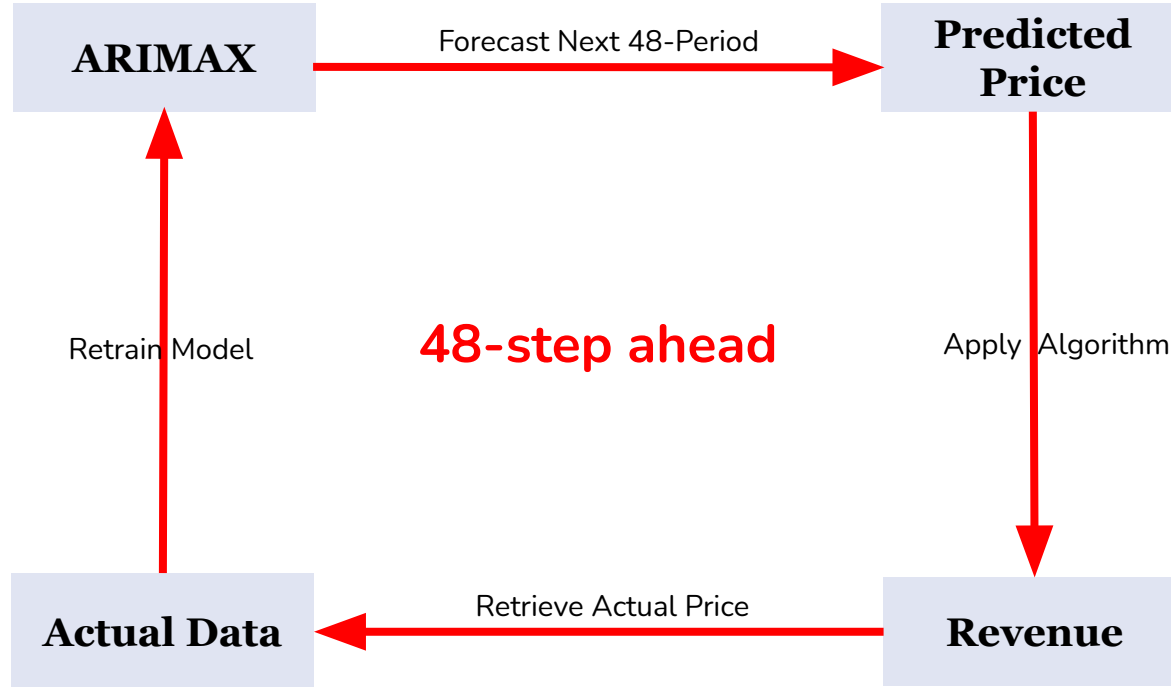 ARIMAX
Forecast Next 48-Period
Predicted
Price
Retrain Model
48-step ahead
Apply Algorithm
Actual Data
Retrieve Actual Price
Revenue